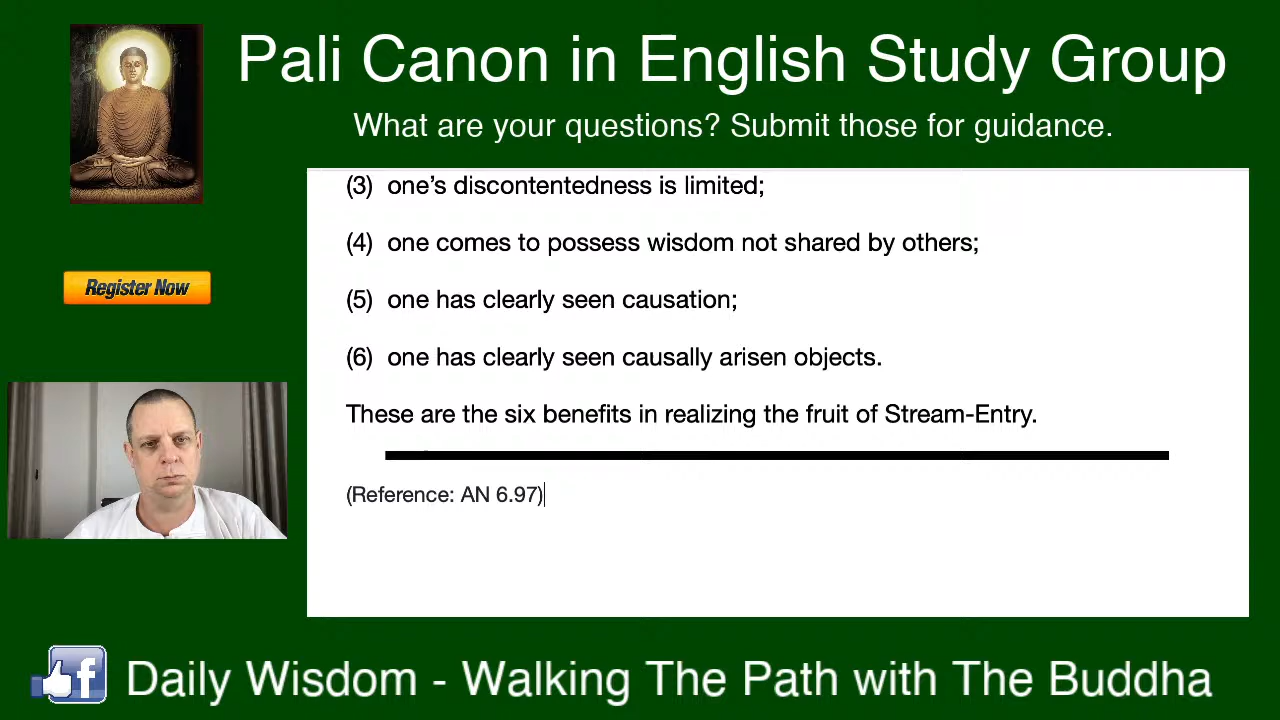 Pali Canon in English Study Group
What are your questions? Submit those for guidance.
Register Now
(3) one’s discontentedness is limited;
(4) one comes to possess wisdom not shared by others;
(5) one has clearly seen causation;
(6) one has clearly seen causally arisen objects.
These are the six benefits in realizing the fruit of Stream-Entry.
(Reference: AN 6.97)
f
Daily Wisdom - Walking The Path with The Buddha